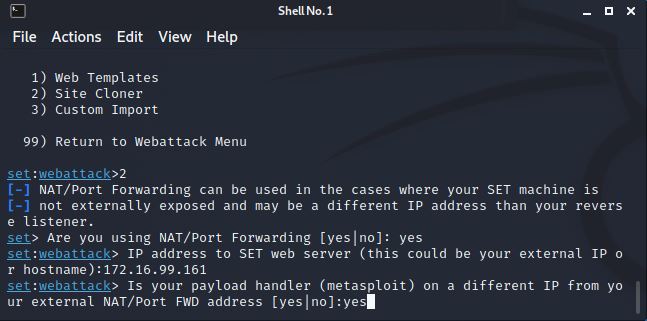 Shell No.1
File Actions Edit View Help
1) Web Templates
2) Site Cloner
3) Custom Import
99) Return to Webattack Menu
set:webattack>2
[-] NAT/Port Forwarding can be used in the cases where your SET machine is
[-] not externally exposed and may be a different IP address than your revers
e listener.
set> Are you using NAT/Port Forwarding [yes|no]: yes
set:webattack> IP address to SET web server (this could be your external IP o
r hostname):172.16.99.161
set:webattack> Is your payload handler (metasploit) on a different IP from yo
ur external NAT/Port FWD address [yes|no]:yes